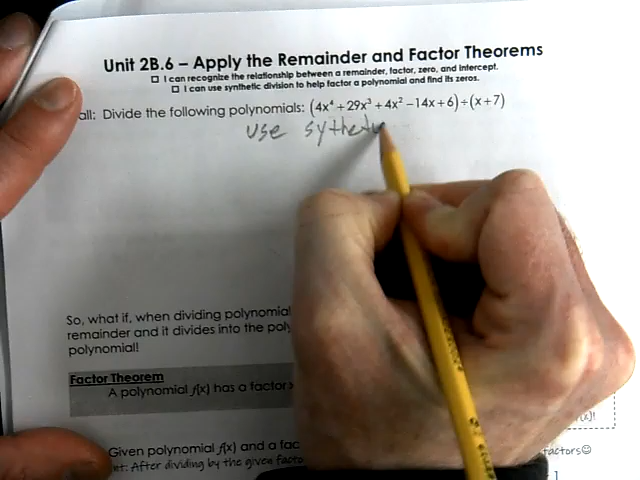 Unit 2B.6 – Apply the Remainder and Factor Theorems
☐ I can recognize the relationship between a remainder, factor, zero, and intercept.
☐ I can use synthetic division to help factor a polynomial and find its zeros.
all: Divide the following polynomials: (4x⁴ + 29x³ + 4x² − 14x + 6) ÷ (x + 7)
use sythet
So, what if, when dividing polynomial
remainder and it divides into the poly
polynomial!
Factor Theorem
A polynomial f(x) has a factor
Given polynomial f(x) and a fac
nt: After dividing by the given facto
factors☺